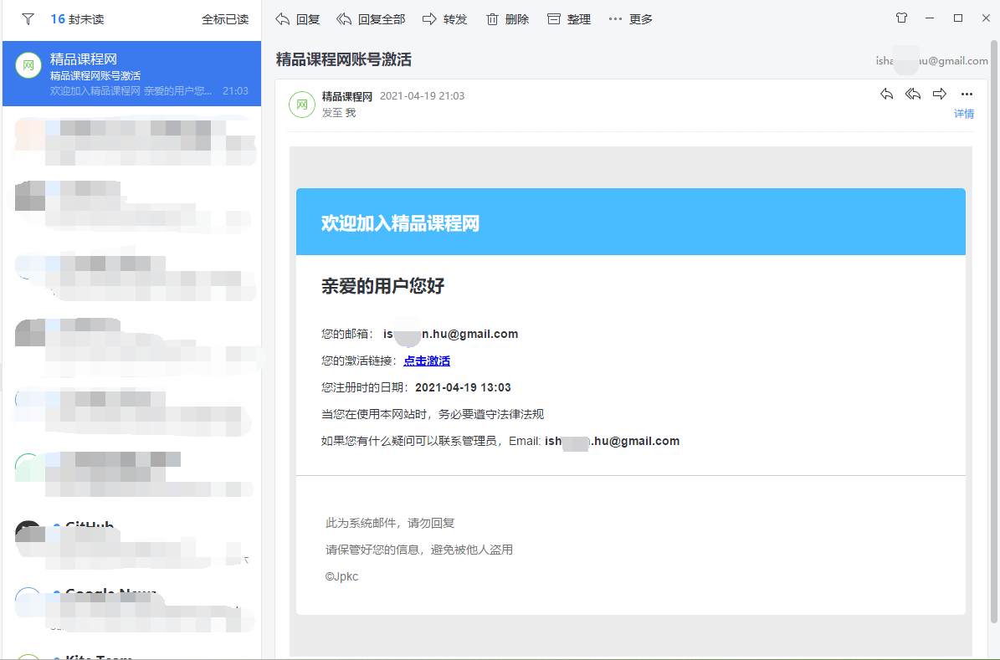 16 封未读
全标已读
回复
回复全部
转发
删除
整理
更多
网
精品课程网
精品课程网账号激活
欢迎加入精品课程网 亲爱的用户您...
21:03
GitHub
Google News
Kite Team
精品课程网账号激活
isha
u@gmail.com
网
精品课程网 2021-04-19 21:03
发至 我
详情
欢迎加入精品课程网
亲爱的用户您好
您的邮箱： is n.hu@gmail.com
您的激活链接：点击激活
您注册时的日期：2021-04-19 13:03
当您在使用本网站时，务必要遵守法律法规
如果您有什么疑问可以联系管理员，Email: ish .hu@gmail.com
此为系统邮件，请勿回复
请保管好您的信息，避免被他人盗用
©Jpkc